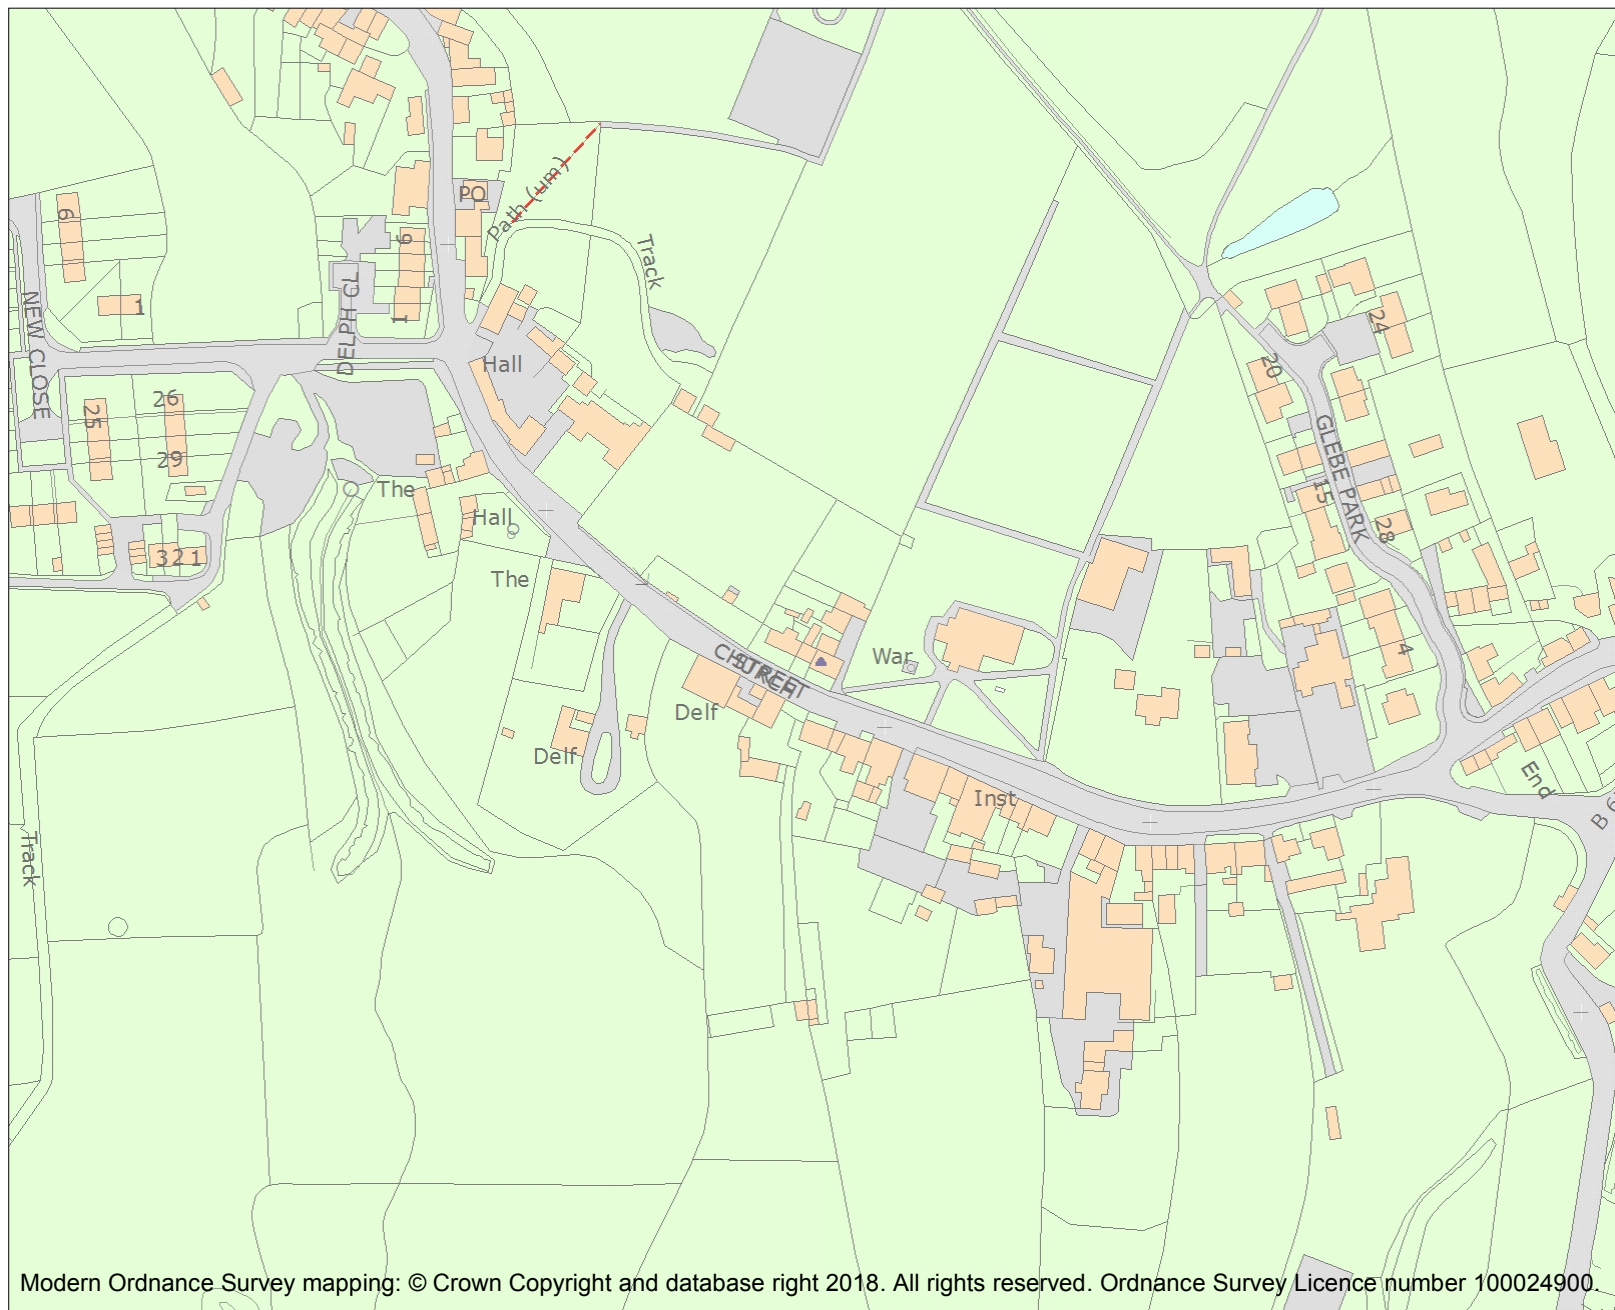 PO
Path (um)
6
6
Track
NEW CLOSE
1
DELPH CL
1
24
Hall
20
26
25
GLEBE PARK
29
The
15
Hall
28
321
The
4
War
CHURCH
STREET
Delf
Delf
End
Inst
B 6
Track
Modern Ordnance Survey mapping: © Crown Copyright and database right 2018. All rights reserved. Ordnance Survey Licence number 100024900.